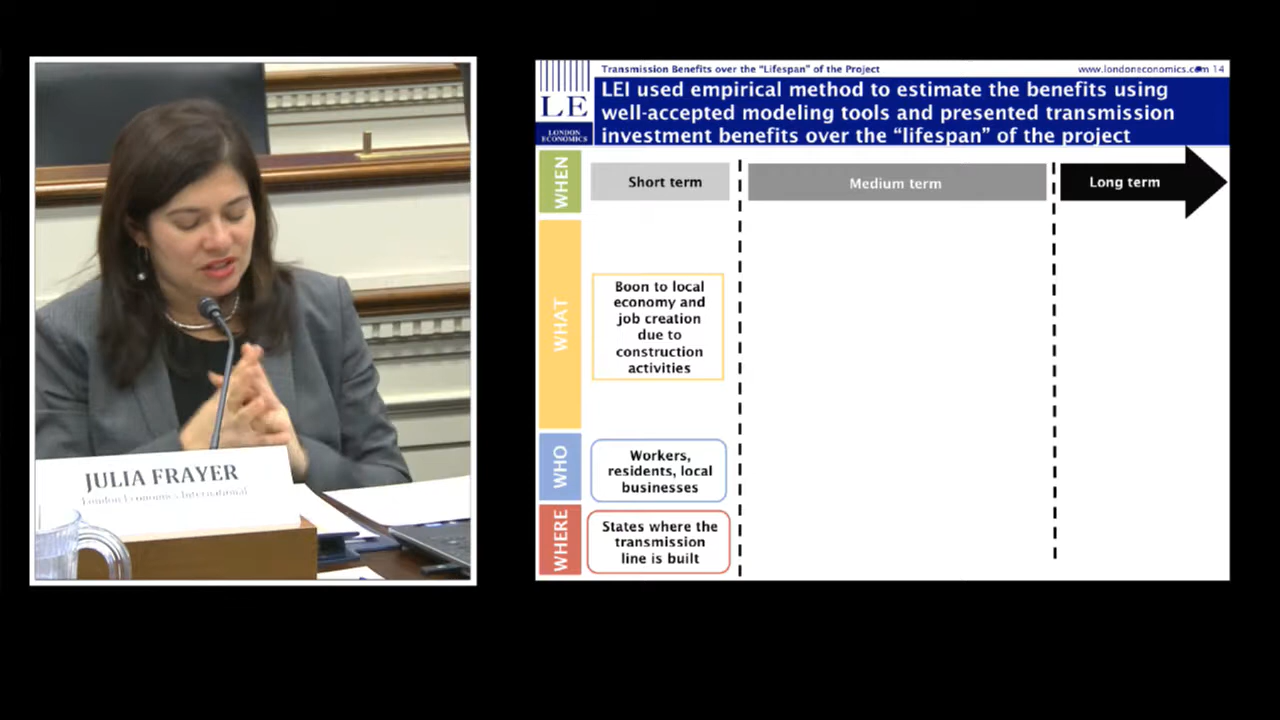 JULIA FRAYER
London Economics International
Transmission Benefits over the “Lifespan” of the Project
www.londoneconomics.com 14
LE
LONDON
ECONOMICS
LEI used empirical method to estimate the benefits using
well-accepted modeling tools and presented transmission
investment benefits over the “lifespan” of the project
WHEN
Short term
Medium term
Long term
WHAT
Boon to local
economy and
job creation
due to
construction
activities
WHO
Workers,
residents, local
businesses
WHERE
States where the
transmission
line is built